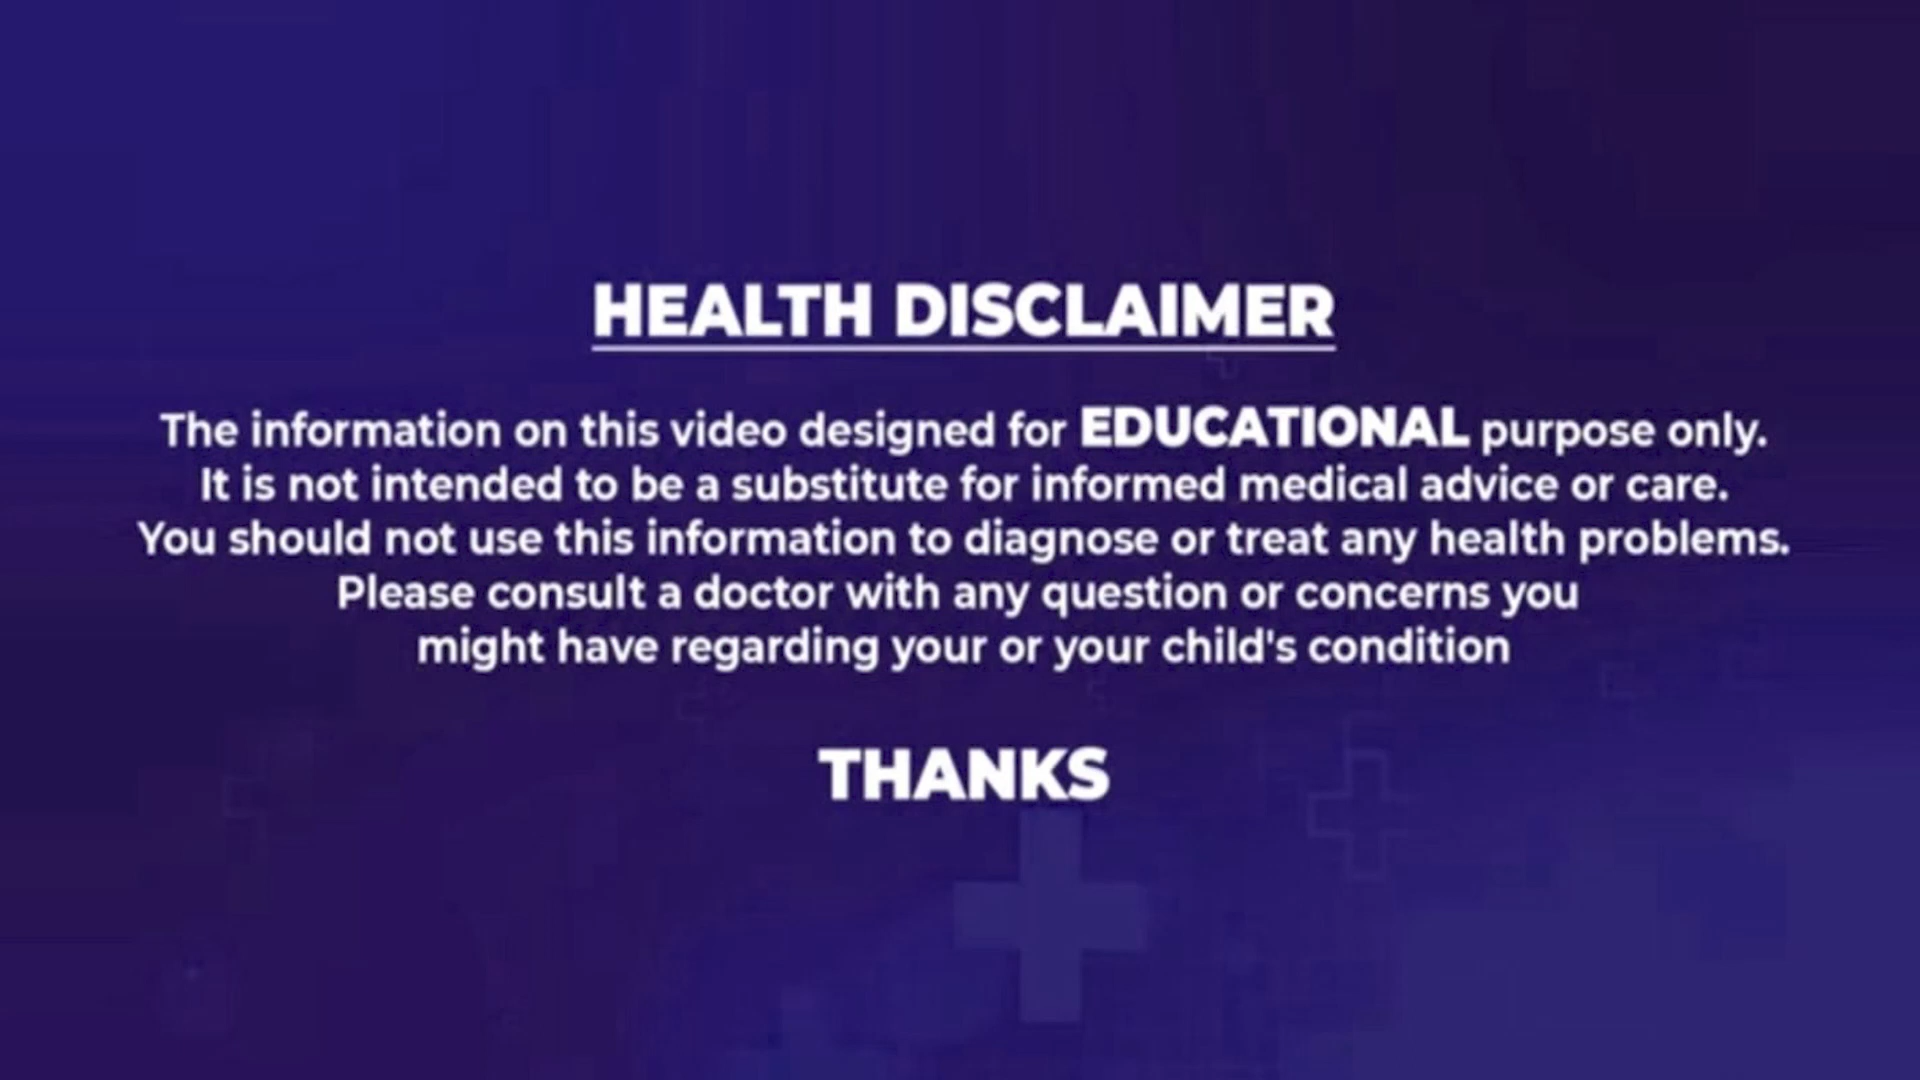 HEALTH DISCLAIMER
The information on this video designed for EDUCATIONAL purpose only.
It is not intended to be a substitute for informed medical advice or care.
You should not use this information to diagnose or treat any health problems.
Please consult a doctor with any question or concerns you
might have regarding your or your child's condition
THANKS